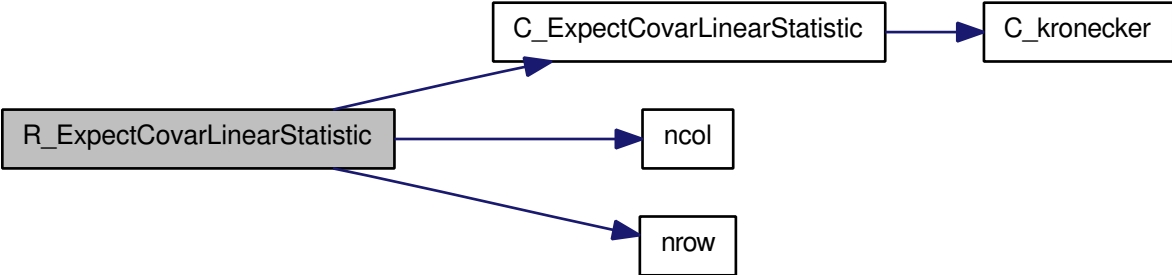 C_ExpectCovarLinearStatistic
C_kronecker
R_ExpectCovarLinearStatistic
ncol
nrow